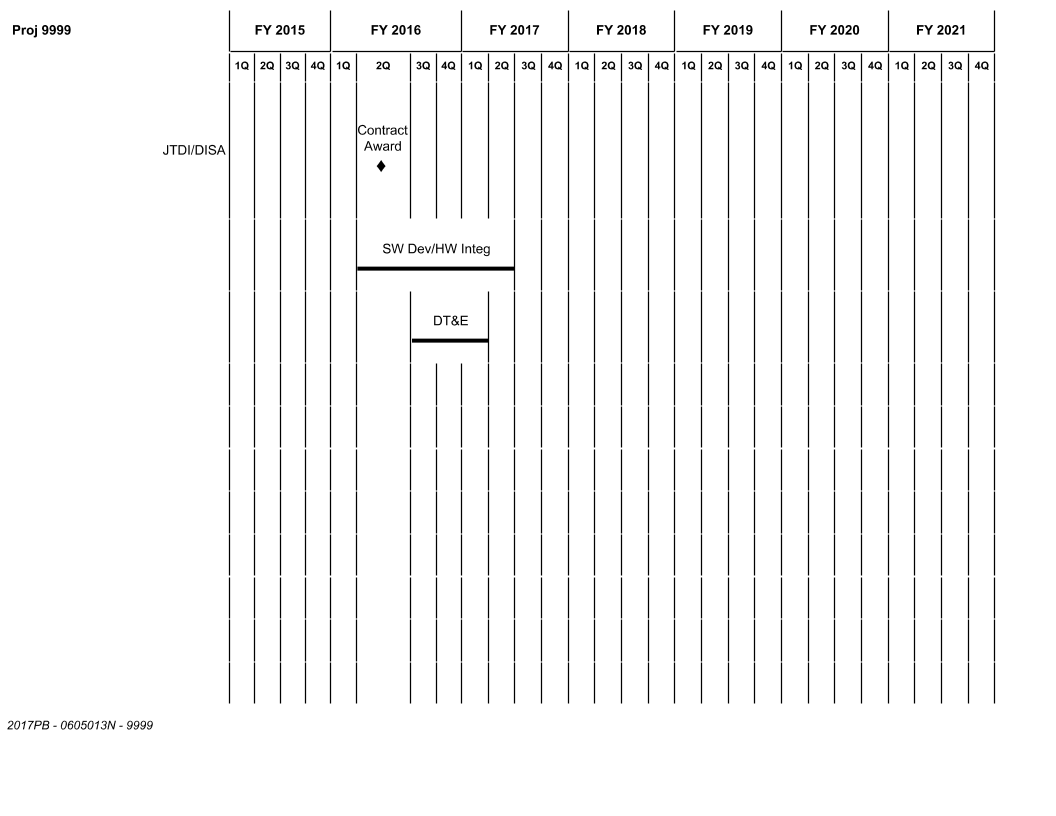 Proj 9999
FY 2015 FY 2016 FY 2017 FY 2018 FY 2019 FY 2020 FY 2021
1Q 2Q 3Q 4Q 1Q 2Q 3Q 4Q 1Q 2Q 3Q 4Q 1Q 2Q 3Q 4Q 1Q 2Q 3Q 4Q 1Q 2Q 3Q 4Q 1Q 2Q 3Q 4Q
JTDI/DISA
Contract
Award
SW Dev/HW Integ
DT&E
2017PB - 0605013N - 9999